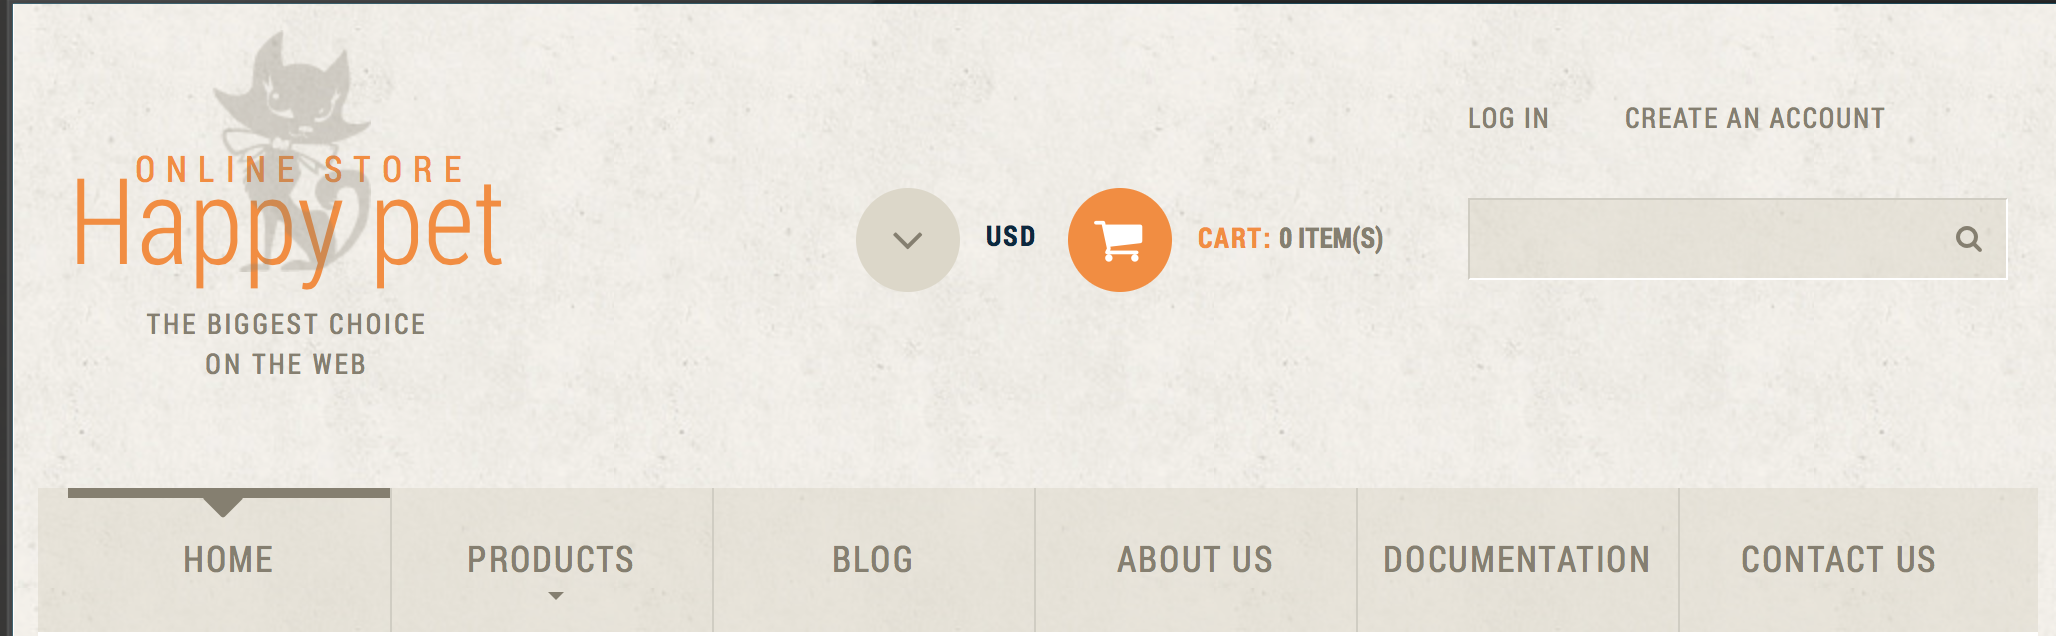 LOG IN CREATE AN ACCOUNT
ONLINE STORE
Happy pet
USD CART: 0 ITEM(S)
THE BIGGEST CHOICE
ON THE WEB
HOME PRODUCTS BLOG ABOUT US DOCUMENTATION CONTACT US